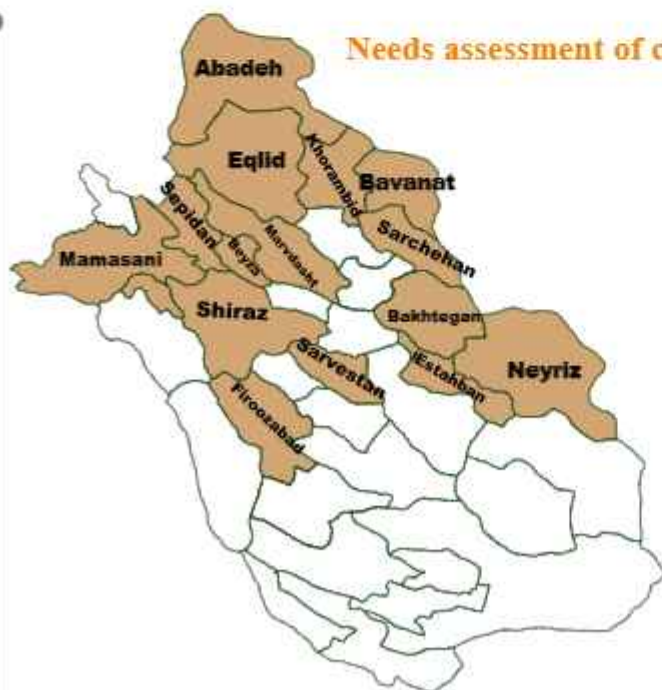 Needs assessment of c
Abadeh
Eqlid
Khorambid
Bavanat
Sepidan
Beyza
Marvdasht
Sarchehan
Mamasani
Shiraz
Bakhtegan
Sarvestan
Estahban
Neyriz
Firoozabad